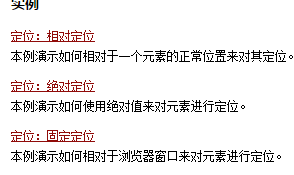 实例
定位：相对定位
本例演示如何相对于一个元素的正常位置来对其定位。
定位：绝对定位
本例演示如何使用绝对值来对元素进行定位。
定位：固定定位
本例演示如何相对于浏览器窗口来对元素进行定位。